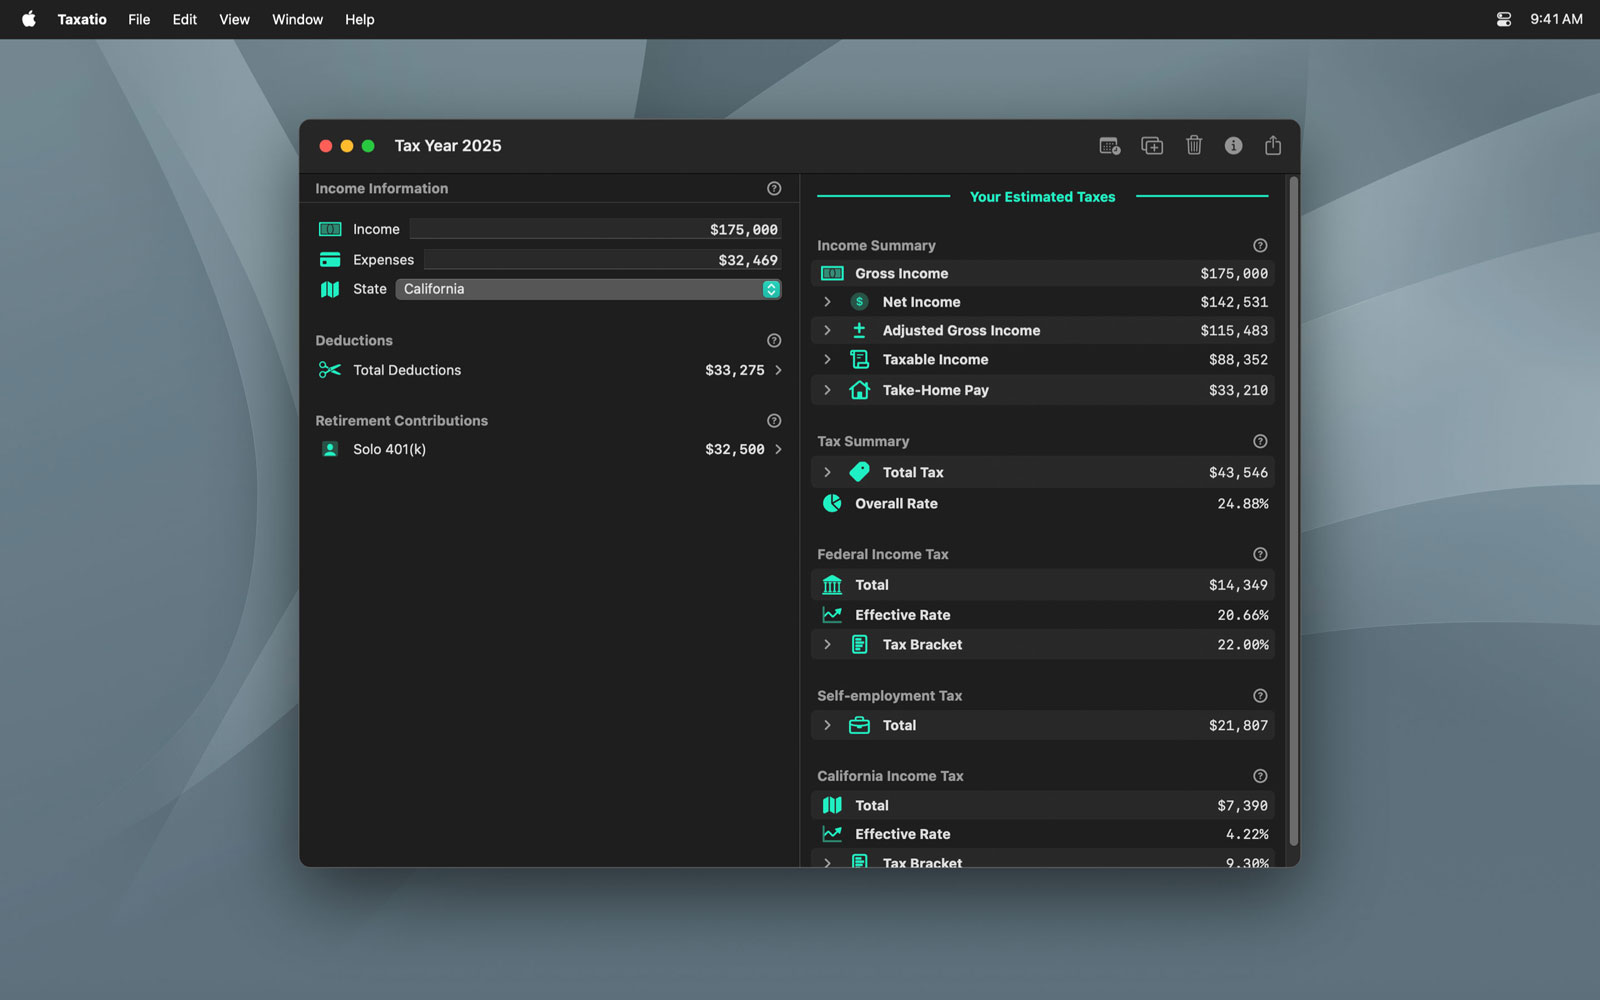 Taxatio File Edit View Window Help 9:41 AM
Tax Year 2025
Income Information
Income $175,000
Expenses $32,469
State California
Deductions
Total Deductions $33,275
Retirement Contributions
Solo 401(k) $32,500
Your Estimated Taxes
Income Summary
Gross Income $175,000
Net Income $142,531
Adjusted Gross Income $115,483
Taxable Income $88,352
Take-Home Pay $33,210
Tax Summary
Total Tax $43,546
Overall Rate 24.88%
Federal Income Tax
Total $14,349
Effective Rate 20.66%
Tax Bracket 22.00%
Self-employment Tax
Total $21,807
California Income Tax
Total $7,390
Effective Rate 4.22%
Tax Bracket 9.30%